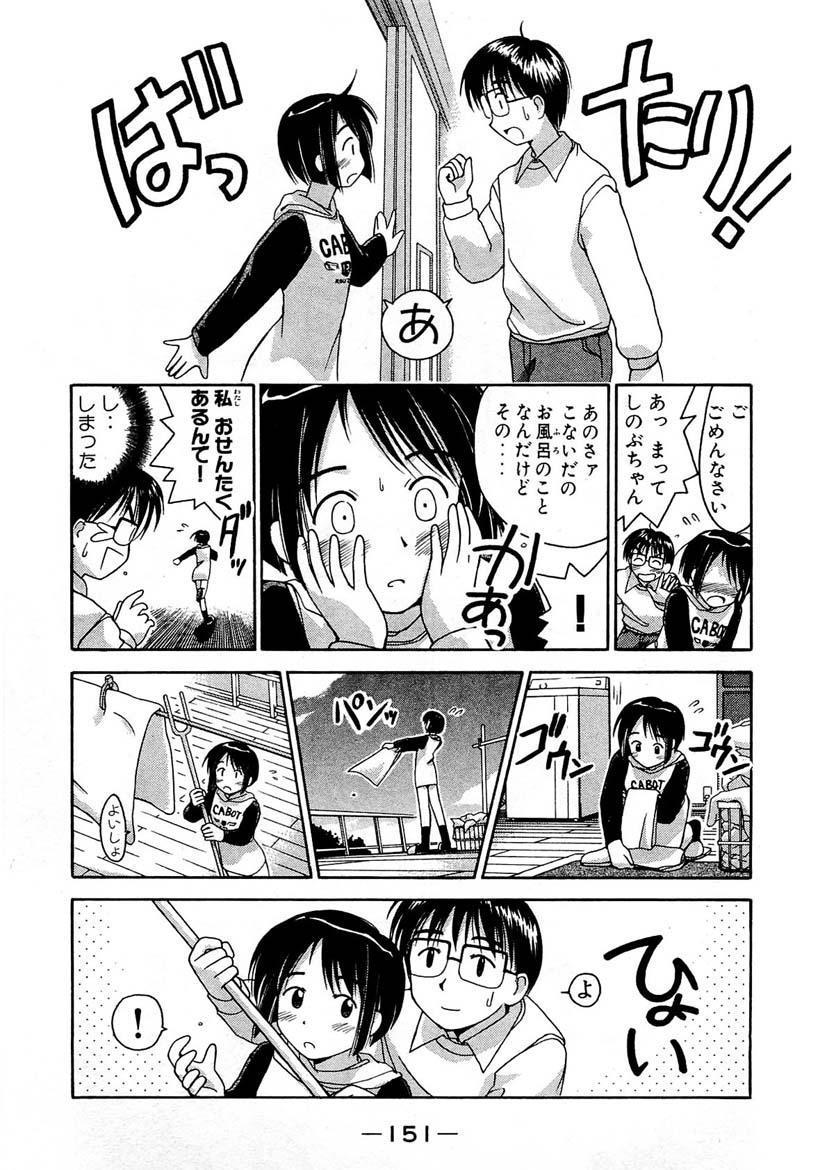 ばっ
たり！
あ
CABOT
ご
ごめんなさい
あっ まって
しのぶちゃん
CABOT
あのさァ
こないだの
お風呂のこと
なんだけど
その‥‥
！
かあっ
私 おせんたく
あるんで！
ダッ
し‥
しまった
ゴウン
ゴウン
CABOT
パンッ
よいしょ
CABOT
ひょい
よ
！
—151—